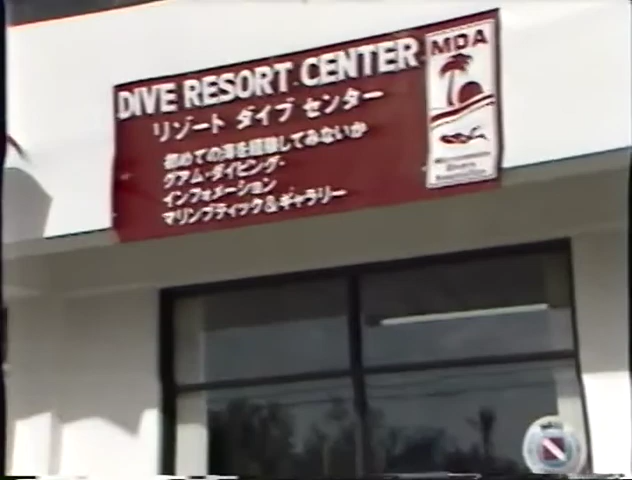 DIVE RESORT CENTER
リゾート ダイブ センター
初めての海を経験してみないか
グアム・ダイビング・
インフォメーション
マリンブティック&ギャラリー
MDA